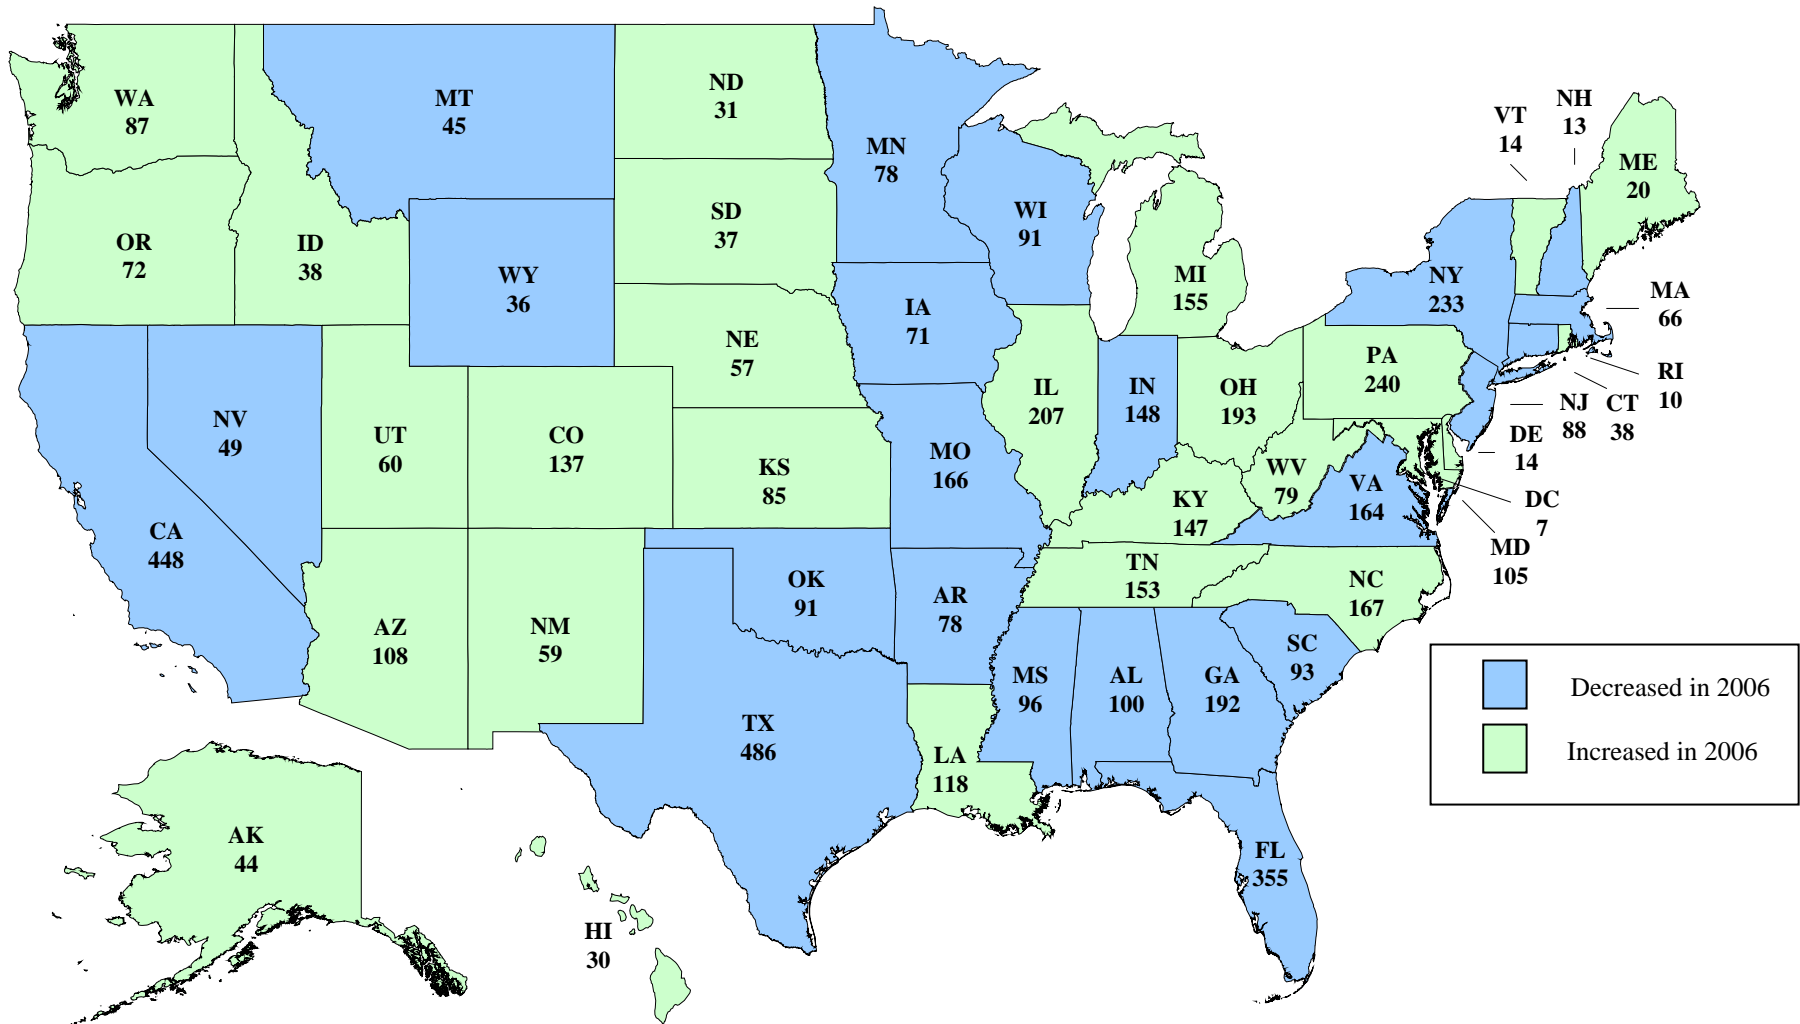 WA
87
MT
45
ND
31
MN
78
VT
14
NH
13
ME
20
OR
72
ID
38
WY
36
SD
37
WI
91
MI
155
NY
233
MA
66
IA
71
NE
57
PA
240
RI
10
NV
49
UT
60
CO
137
KS
85
MO
166
IL
207
IN
148
OH
193
NJ
88
CT
38
DE
14
WV
79
VA
164
KY
147
DC
7
MD
105
CA
448
AZ
108
NM
59
OK
91
AR
78
TN
153
NC
167
SC
93
MS
96
AL
100
GA
192
TX
486
LA
118
FL
355
AK
44
HI
30
Decreased in 2006
Increased in 2006